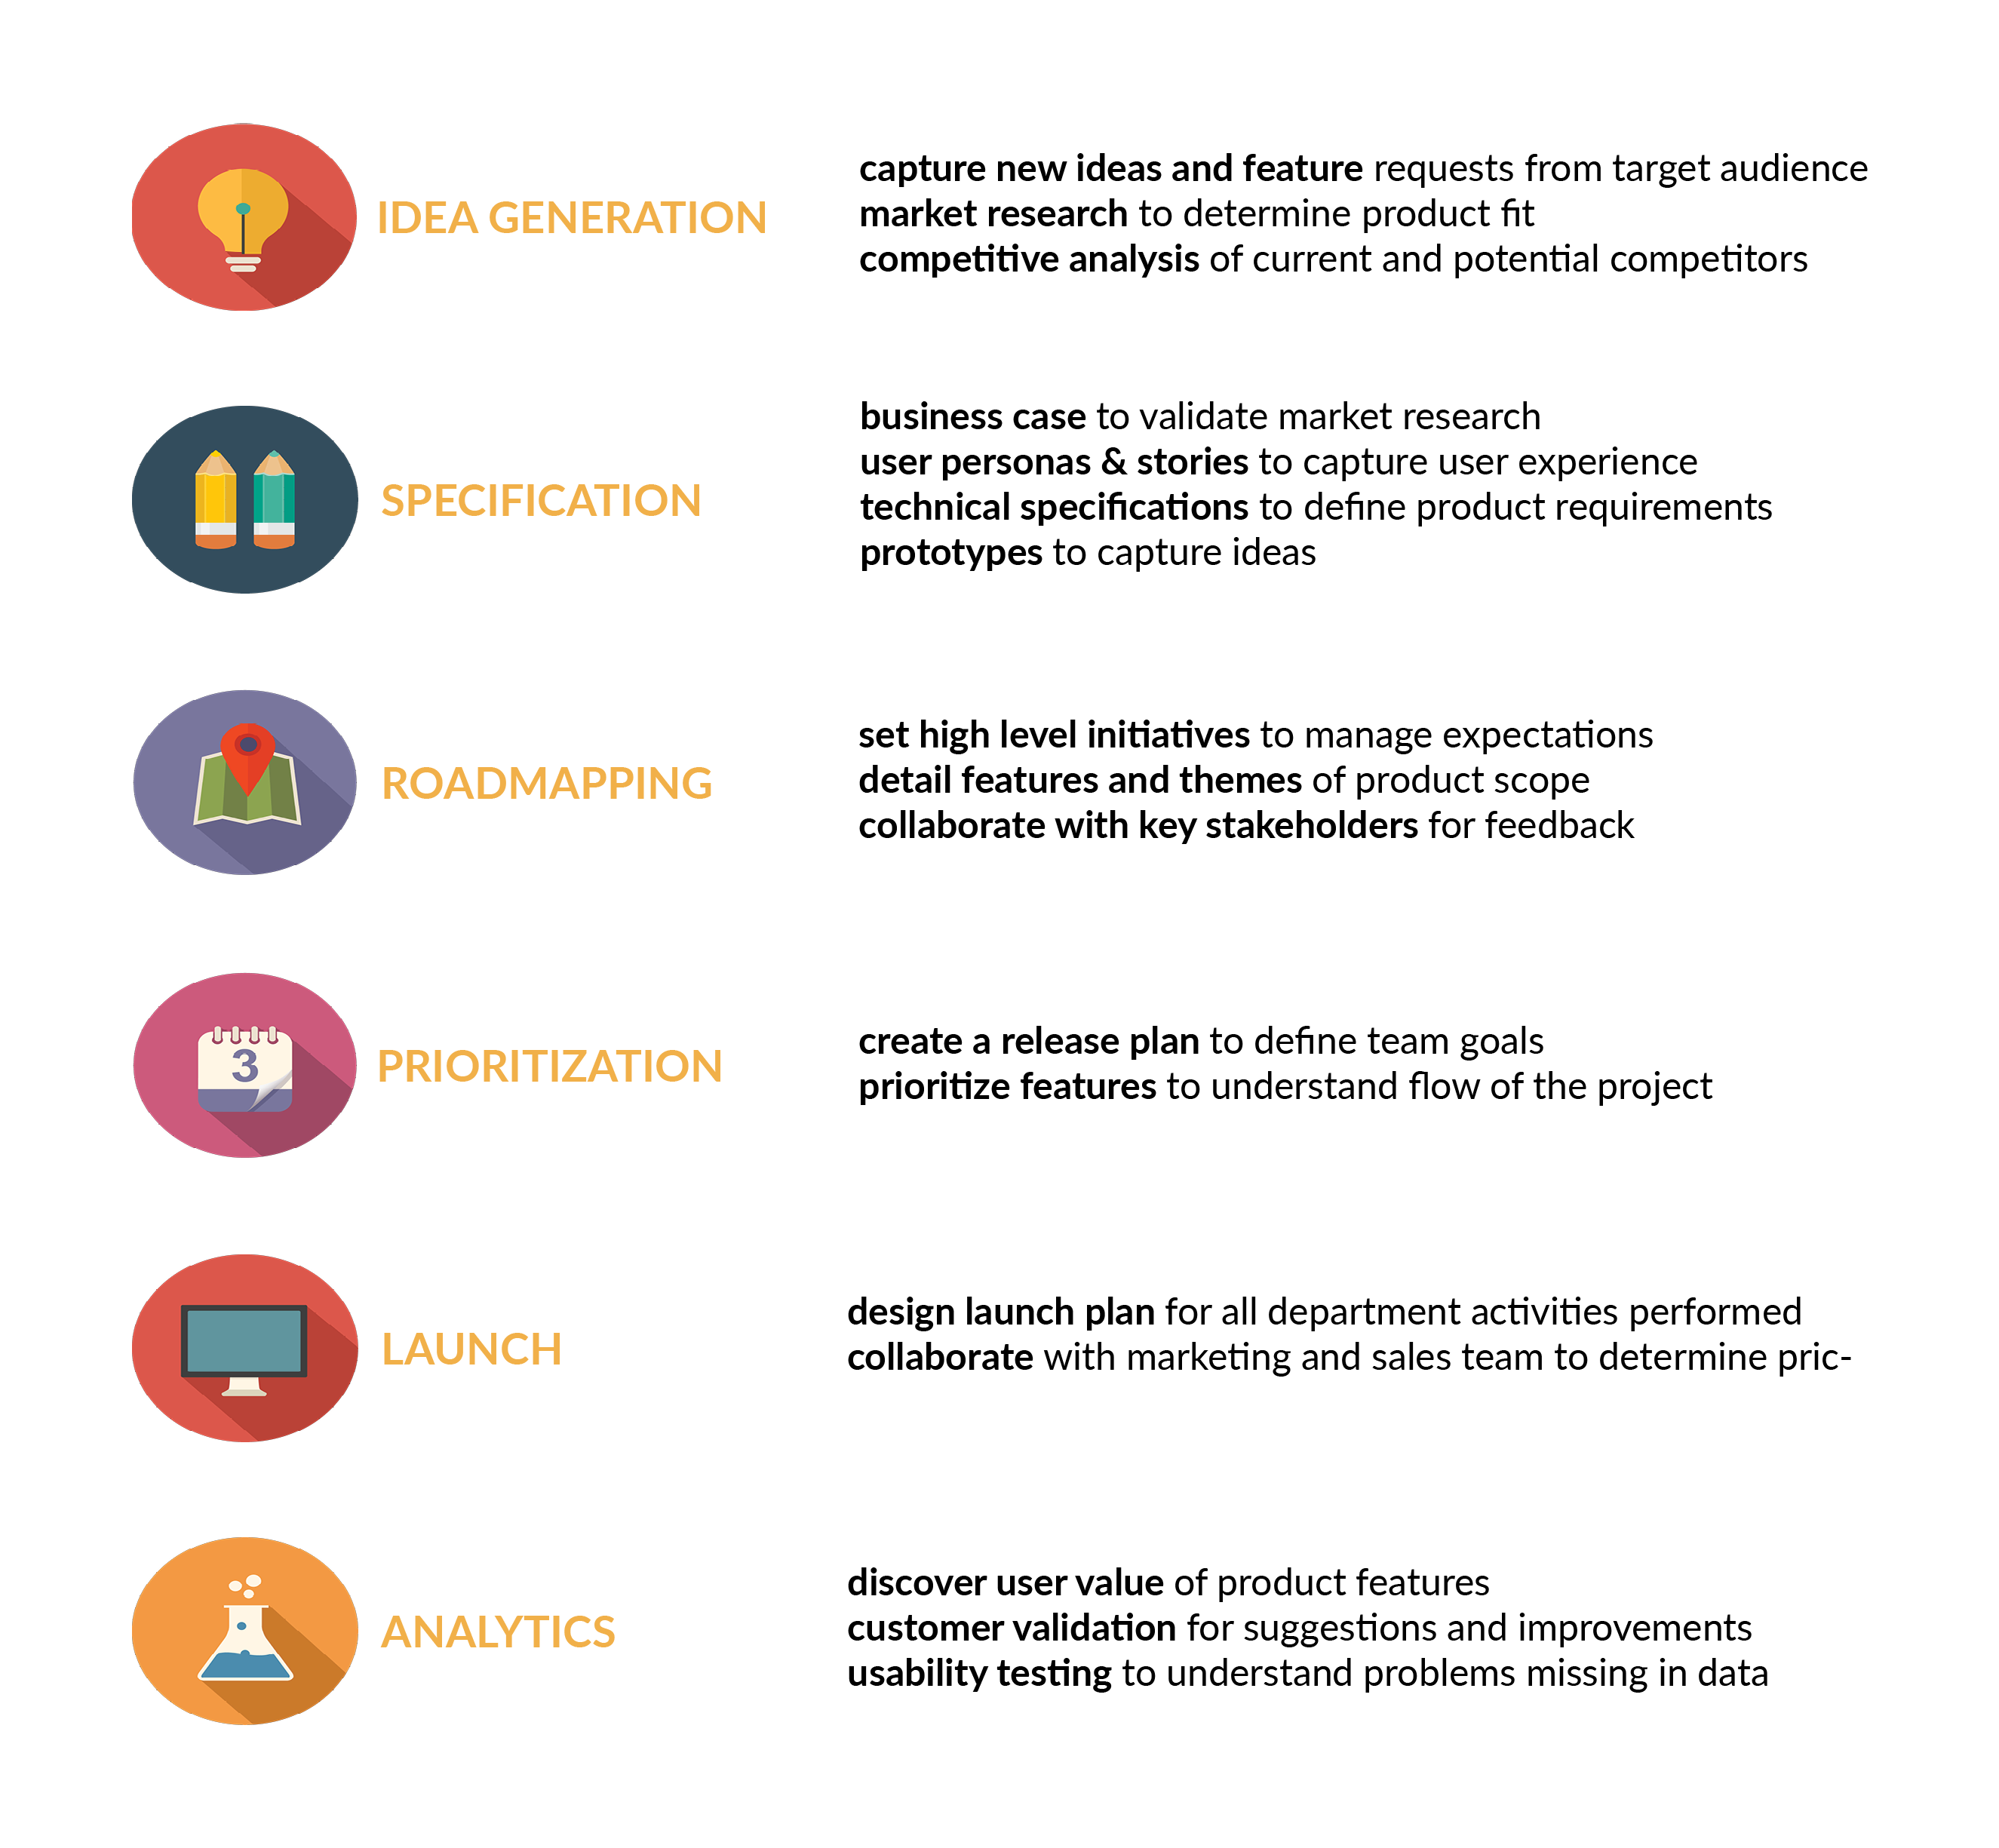 IDEA GENERATION
capture new ideas and feature requests from target audience
market research to determine product fit
competitive analysis of current and potential competitors
SPECIFICATION
business case to validate market research
user personas & stories to capture user experience
technical specifications to define product requirements
prototypes to capture ideas
ROADMAPPING
set high level initiatives to manage expectations
detail features and themes of product scope
collaborate with key stakeholders for feedback
3
PRIORITIZATION
create a release plan to define team goals
prioritize features to understand flow of the project
LAUNCH
design launch plan for all department activities performed
collaborate with marketing and sales team to determine pric-
ANALYTICS
discover user value of product features
customer validation for suggestions and improvements
usability testing to understand problems missing in data